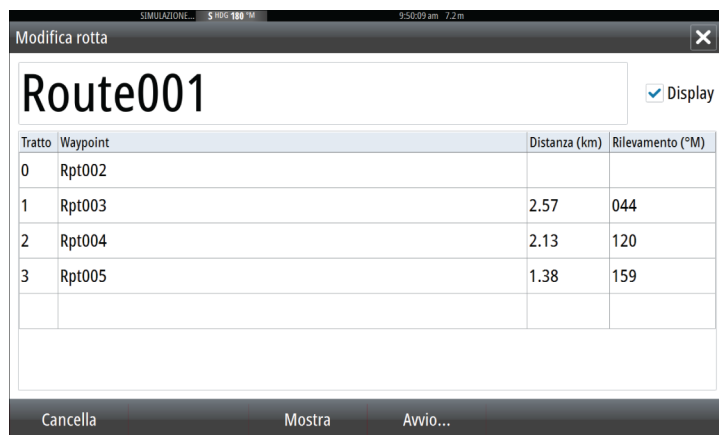 SIMULAZIONE... S HDG 180 °M 9:50:09 am 7.2 m
Modifica rotta
Route001
Display
Tratto Waypoint Distanza (km) Rilevamento (°M)
0 Rpt002
1 Rpt003 2.57 044
2 Rpt004 2.13 120
3 Rpt005 1.38 159
Cancella Mostra Avvio...